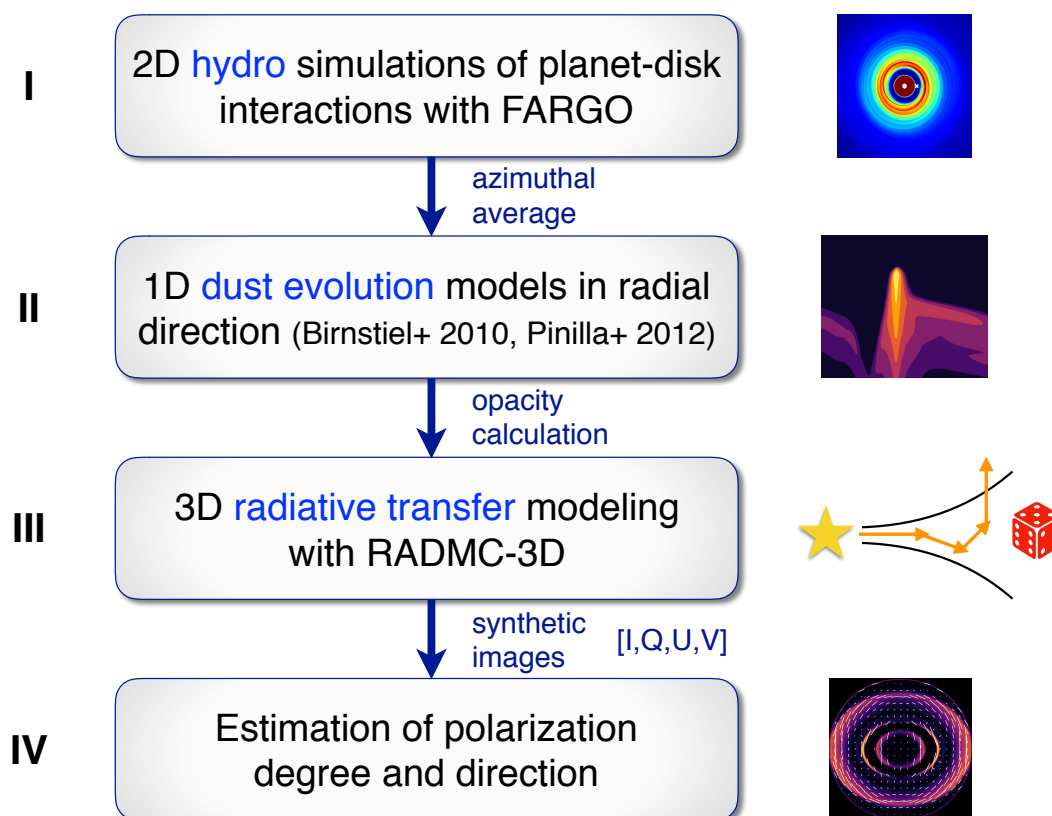 I
2D hydro simulations of planet-disk
interactions with FARGO
azimuthal
average
II
1D dust evolution models in radial
direction (Birnstiel+ 2010, Pinilla+ 2012)
opacity
calculation
III
3D radiative transfer modeling
with RADMC-3D
synthetic
images
[I,Q,U,V]
IV
Estimation of polarization
degree and direction